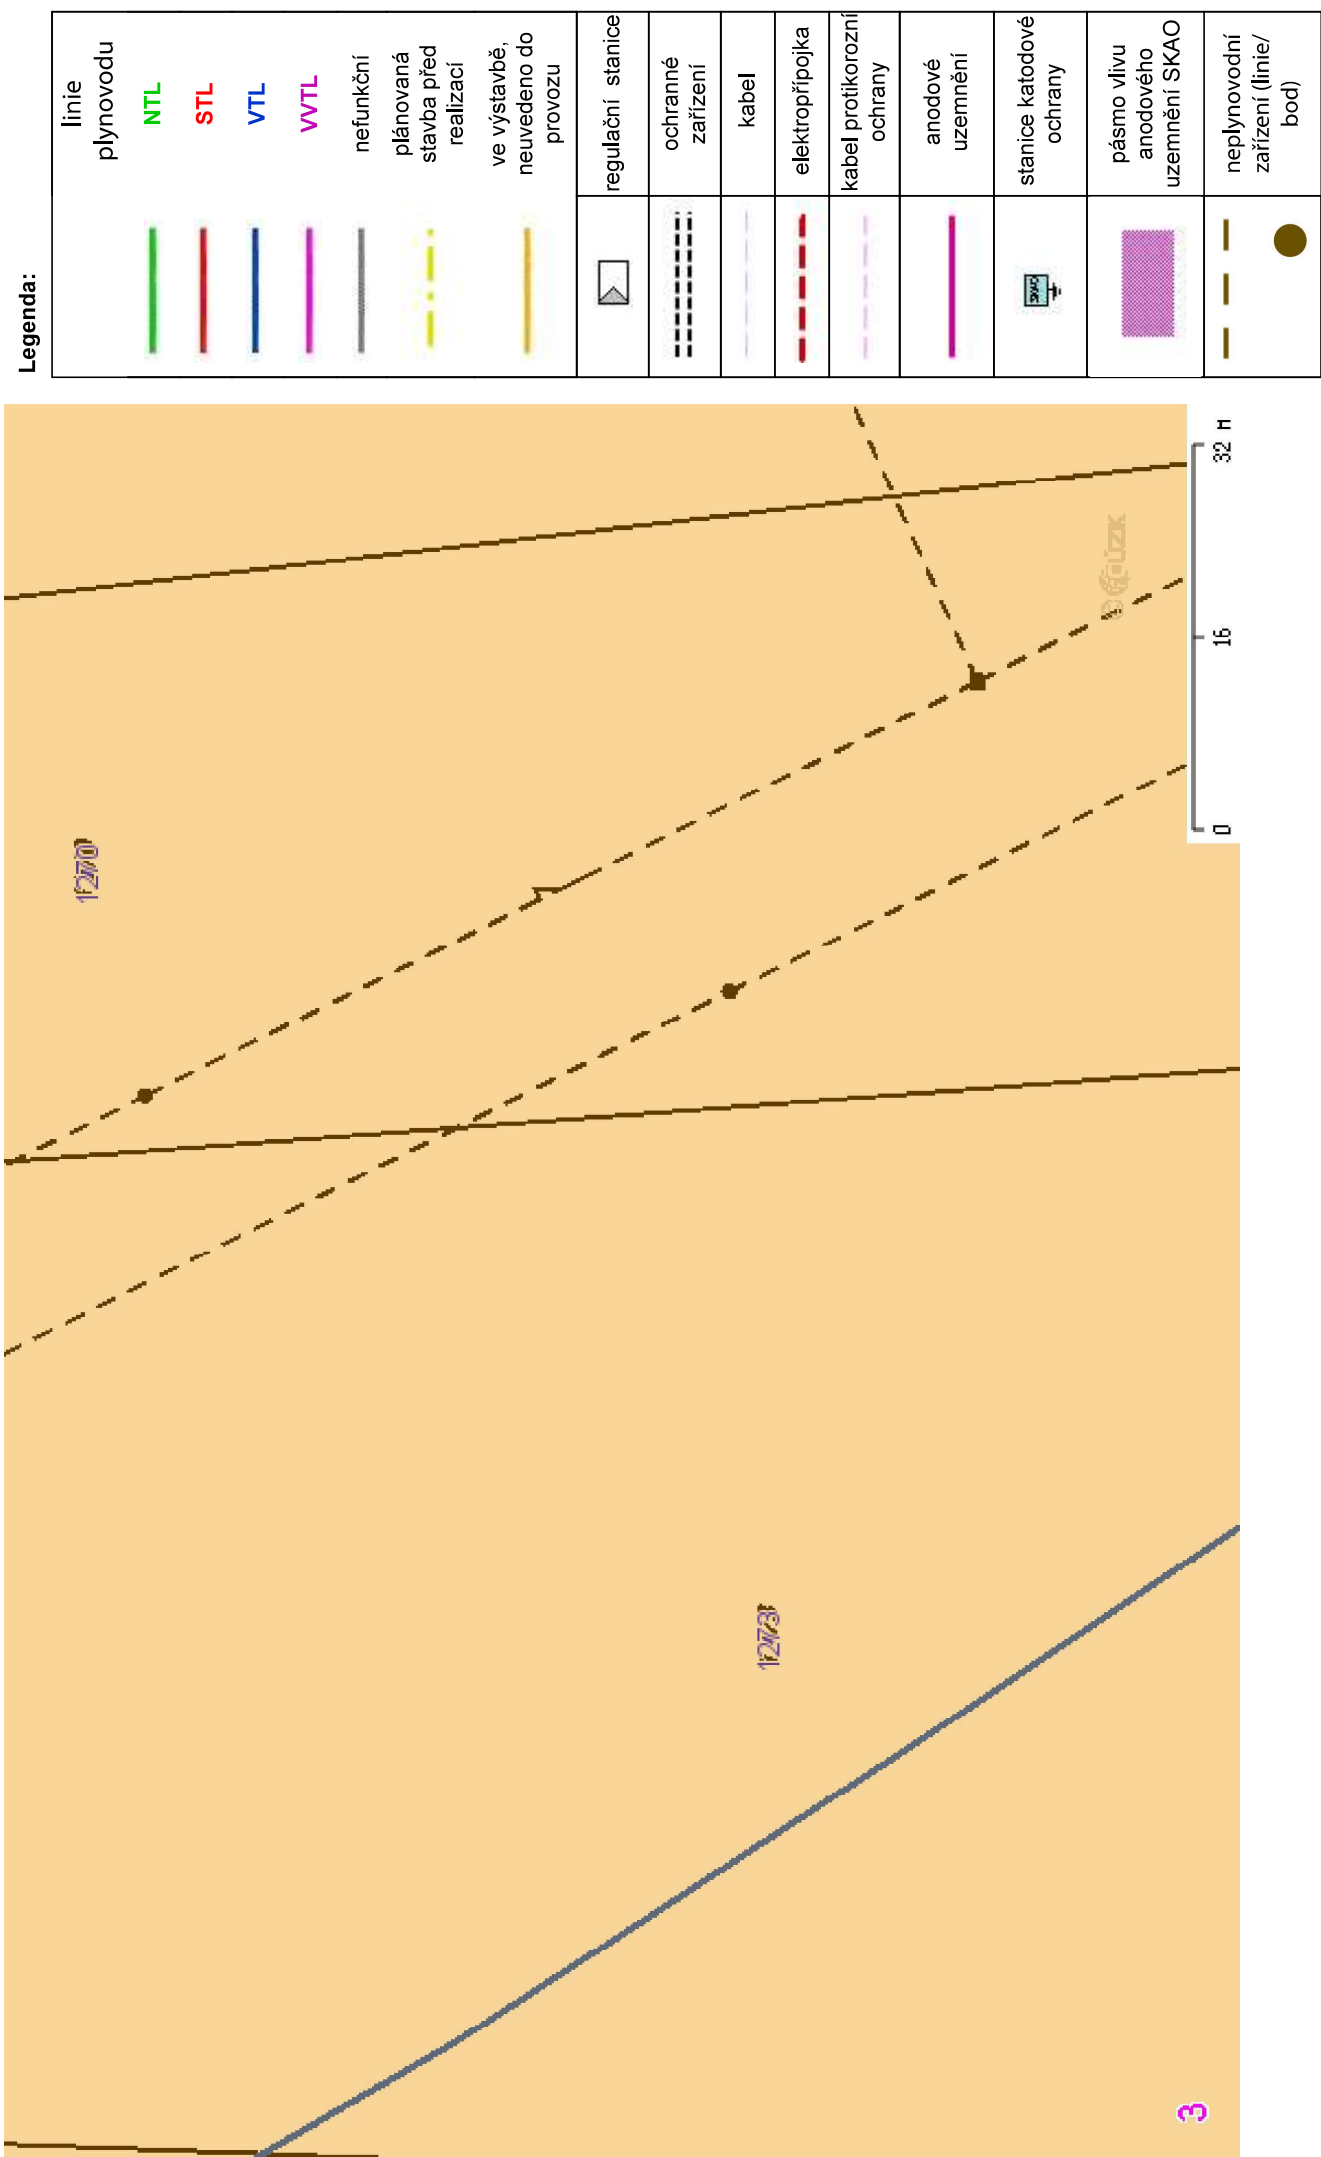 Legenda:
linie
plynovodu
NTL
STL
VTL
VVTL
nefunkční
plánovaná
stavba před
realizací
ve výstavbě,
neuvedeno do
provozu
regulační stanice
ochranné
zařízení
kabel
elektropřípojka
kabel protikorozní
ochrany
anodové
uzemnění
SKAO
stanice katodové
ochrany
pásmo vlivu
anodového
uzemnění SKAO
neplynovodní
zařízení (linie/
bod)
1270
1273
0 16 32 M
3